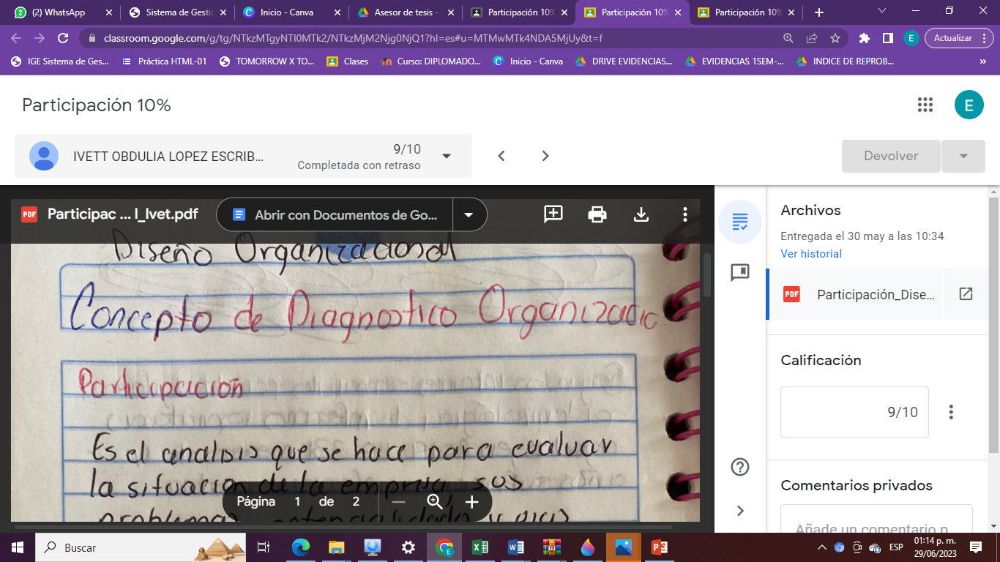 (2) WhatsApp
Sistema de Gesti
Inicio - Canva
Asesor de tesis -
Participación 10%
Participación 10%
Participación 10%
classroom.google.com/g/tg/NTkzMTgyNTI0MTk2/NTkzMjM2Njg0NjQ1?hl=es#u=MTMwMTk4NDA5MjUy&t=f
E
Actualizar
IGE Sistema de Ges...
Práctica HTML-01
TOMORROW X TO...
Clases
Curso: DIPLOMADO...
Inicio - Canva
DRIVE EVIDENCIAS...
EVIDENCIAS 1SEM-...
INDICE DE REPROB...
»
Participación 10%
E
IVETT OBDULIA LOPEZ ESCRIB...
9/10
Completada con retraso
Devolver
PDF
Participac ... l_Ivet.pdf
Abrir con Documentos de Go...
Diseño Organizacional
Concepto de Diagnostico Organizacio
Participación
Es el analisis que se hace para evaluar
la situacion de la empresa, sus
problemas potencialidades y
Página 1 de 2
Archivos
Entregada el 30 may a las 10:34
Ver historial
PDF
Participación_Dise...
Calificación
9/10
Comentarios privados
Añade un comentario p
Buscar
ESP
01:14 p. m.
29/06/2023